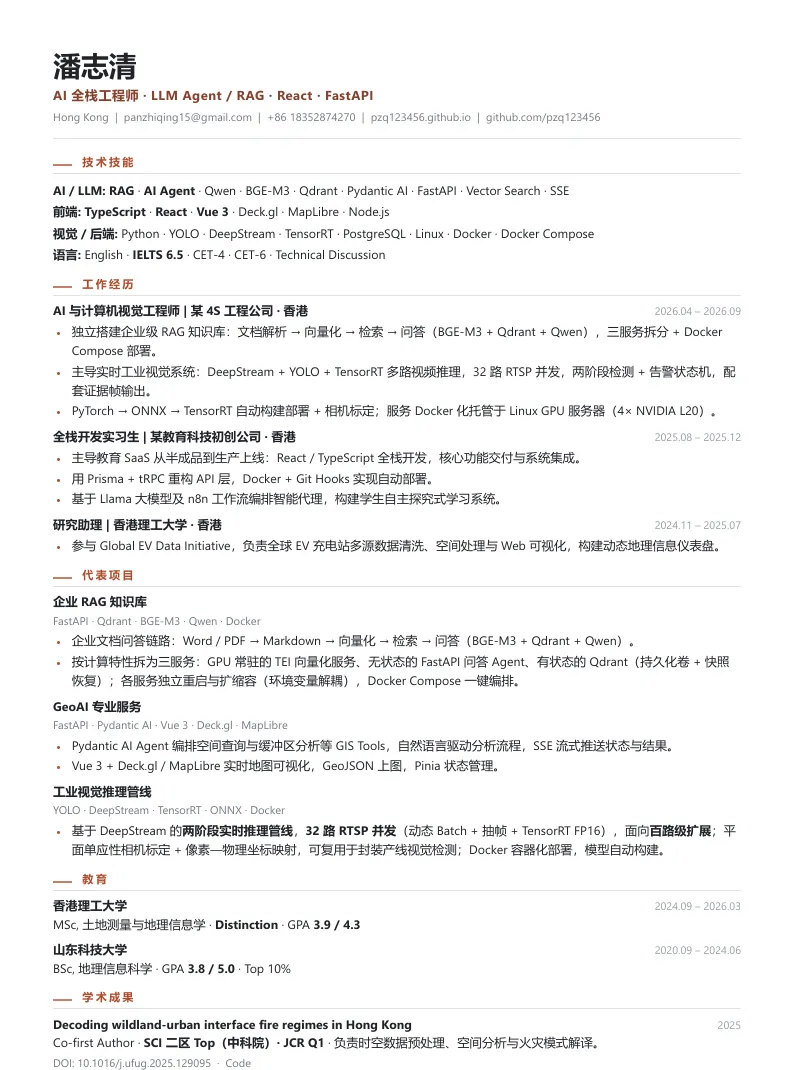 潘志清
AI 全栈工程师 · LLM Agent / RAG · React · FastAPI
Hong Kong | panzhiqing15@gmail.com | +86 18352874270 | pzq123456.github.io | github.com/pzq123456
技术技能
AI / LLM: RAG · AI Agent · Qwen · BGE-M3 · Qdrant · Pydantic AI · FastAPI · Vector Search · SSE
前端: TypeScript · React · Vue 3 · Deck.gl · MapLibre · Node.js
视觉 / 后端: Python · YOLO · DeepStream · TensorRT · PostgreSQL · Linux · Docker · Docker Compose
语言: English · IELTS 6.5 · CET-4 · CET-6 · Technical Discussion
工作经历
AI 与计算机视觉工程师 | 某 4S 工程公司 · 香港 2026.04 – 2026.09
• 独立搭建企业级 RAG 知识库：文档解析 → 向量化 → 检索 → 问答（BGE-M3 + Qdrant + Qwen），三服务拆分 + Docker
Compose 部署。
• 主导实时工业视觉系统：DeepStream + YOLO + TensorRT 多路视频推理，32 路 RTSP 并发，两阶段检测 + 告警状态机，配
套证据帧输出。
• PyTorch → ONNX → TensorRT 自动构建部署 + 相机标定；服务 Docker 化托管于 Linux GPU 服务器（4× NVIDIA L20）。
全栈开发实习生 | 某教育科技初创公司 · 香港 2025.08 – 2025.12
• 主导教育 SaaS 从半成品到生产上线：React / TypeScript 全栈开发，核心功能交付与系统集成。
• 用 Prisma + tRPC 重构 API 层，Docker + Git Hooks 实现自动部署。
• 基于 Llama 大模型及 n8n 工作流编排智能代理，构建学生自主探究式学习系统。
研究助理 | 香港理工大学 · 香港 2024.11 – 2025.07
• 参与 Global EV Data Initiative，负责全球 EV 充电站多源数据清洗、空间处理与 Web 可视化，构建动态地理信息仪表盘。
代表项目
企业 RAG 知识库
FastAPI · Qdrant · BGE-M3 · Qwen · Docker
• 企业文档问答链路：Word / PDF → Markdown → 向量化 → 检索 → 问答（BGE-M3 + Qdrant + Qwen）。
• 按计算特性拆为三服务：GPU 常驻的 TEI 向量化服务、无状态的 FastAPI 问答 Agent、有状态的 Qdrant（持久化卷 + 快照
恢复）；各服务独立重启与扩缩容（环境变量解耦），Docker Compose 一键编排。
GeoAI 专业服务
FastAPI · Pydantic AI · Vue 3 · Deck.gl · MapLibre
• Pydantic AI Agent 编排空间查询与缓冲区分析等 GIS Tools，自然语言驱动分析流程，SSE 流式推送状态与结果。
• Vue 3 + Deck.gl / MapLibre 实时地图可视化，GeoJSON 上图，Pinia 状态管理。
工业视觉推理管线
YOLO · DeepStream · TensorRT · ONNX · Docker
• 基于 DeepStream 的两阶段实时推理管线，32 路 RTSP 并发（动态 Batch + 抽帧 + TensorRT FP16），面向百路级扩展；平
面单应性相机标定 + 像素—物理坐标映射，可复用于封装产线视觉检测；Docker 容器化部署，模型自动构建。
教育
香港理工大学 2024.09 – 2026.03
MSc, 土地测量与地理信息学 · Distinction · GPA 3.9 / 4.3
山东科技大学 2020.09 – 2024.06
BSc, 地理信息科学 · GPA 3.8 / 5.0 · Top 10%
学术成果
Decoding wildland-urban interface fire regimes in Hong Kong 2025
Co-first Author · SCI 二区 Top（中科院）· JCR Q1 · 负责时空数据预处理、空间分析与火灾模式解译。
DOI: 10.1016/j.ufug.2025.129095 · Code